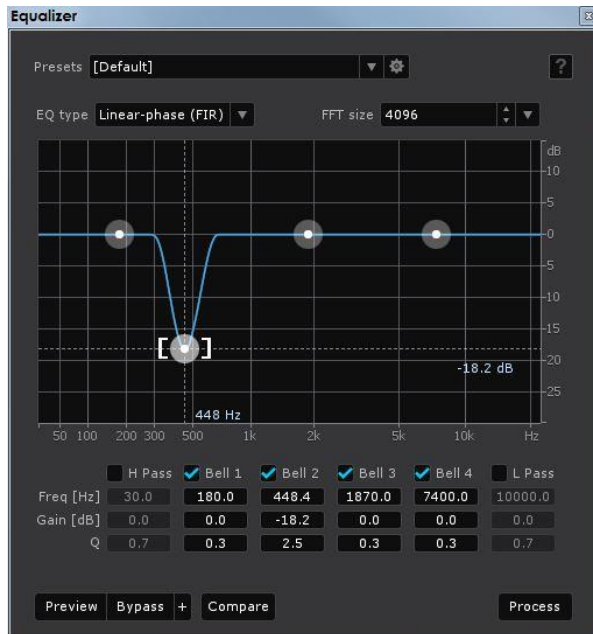 Equalizer
Presets [Default] ?
EQ type Linear-phase (FIR) FFT size 4096
dB
-10
-5
-0
-5
-10
-15
-20
-25
-18.2 dB
448 Hz
50 100 200 300 500 1k 2k 5k 10k Hz
H Pass Bell 1 Bell 2 Bell 3 Bell 4 L Pass
Freq [Hz] 30.0 180.0 448.4 1870.0 7400.0 10000.0
Gain [dB] 0.0 0.0 -18.2 0.0 0.0 0.0
Q 0.7 0.3 2.5 0.3 0.3 0.7
Preview Bypass + Compare Process